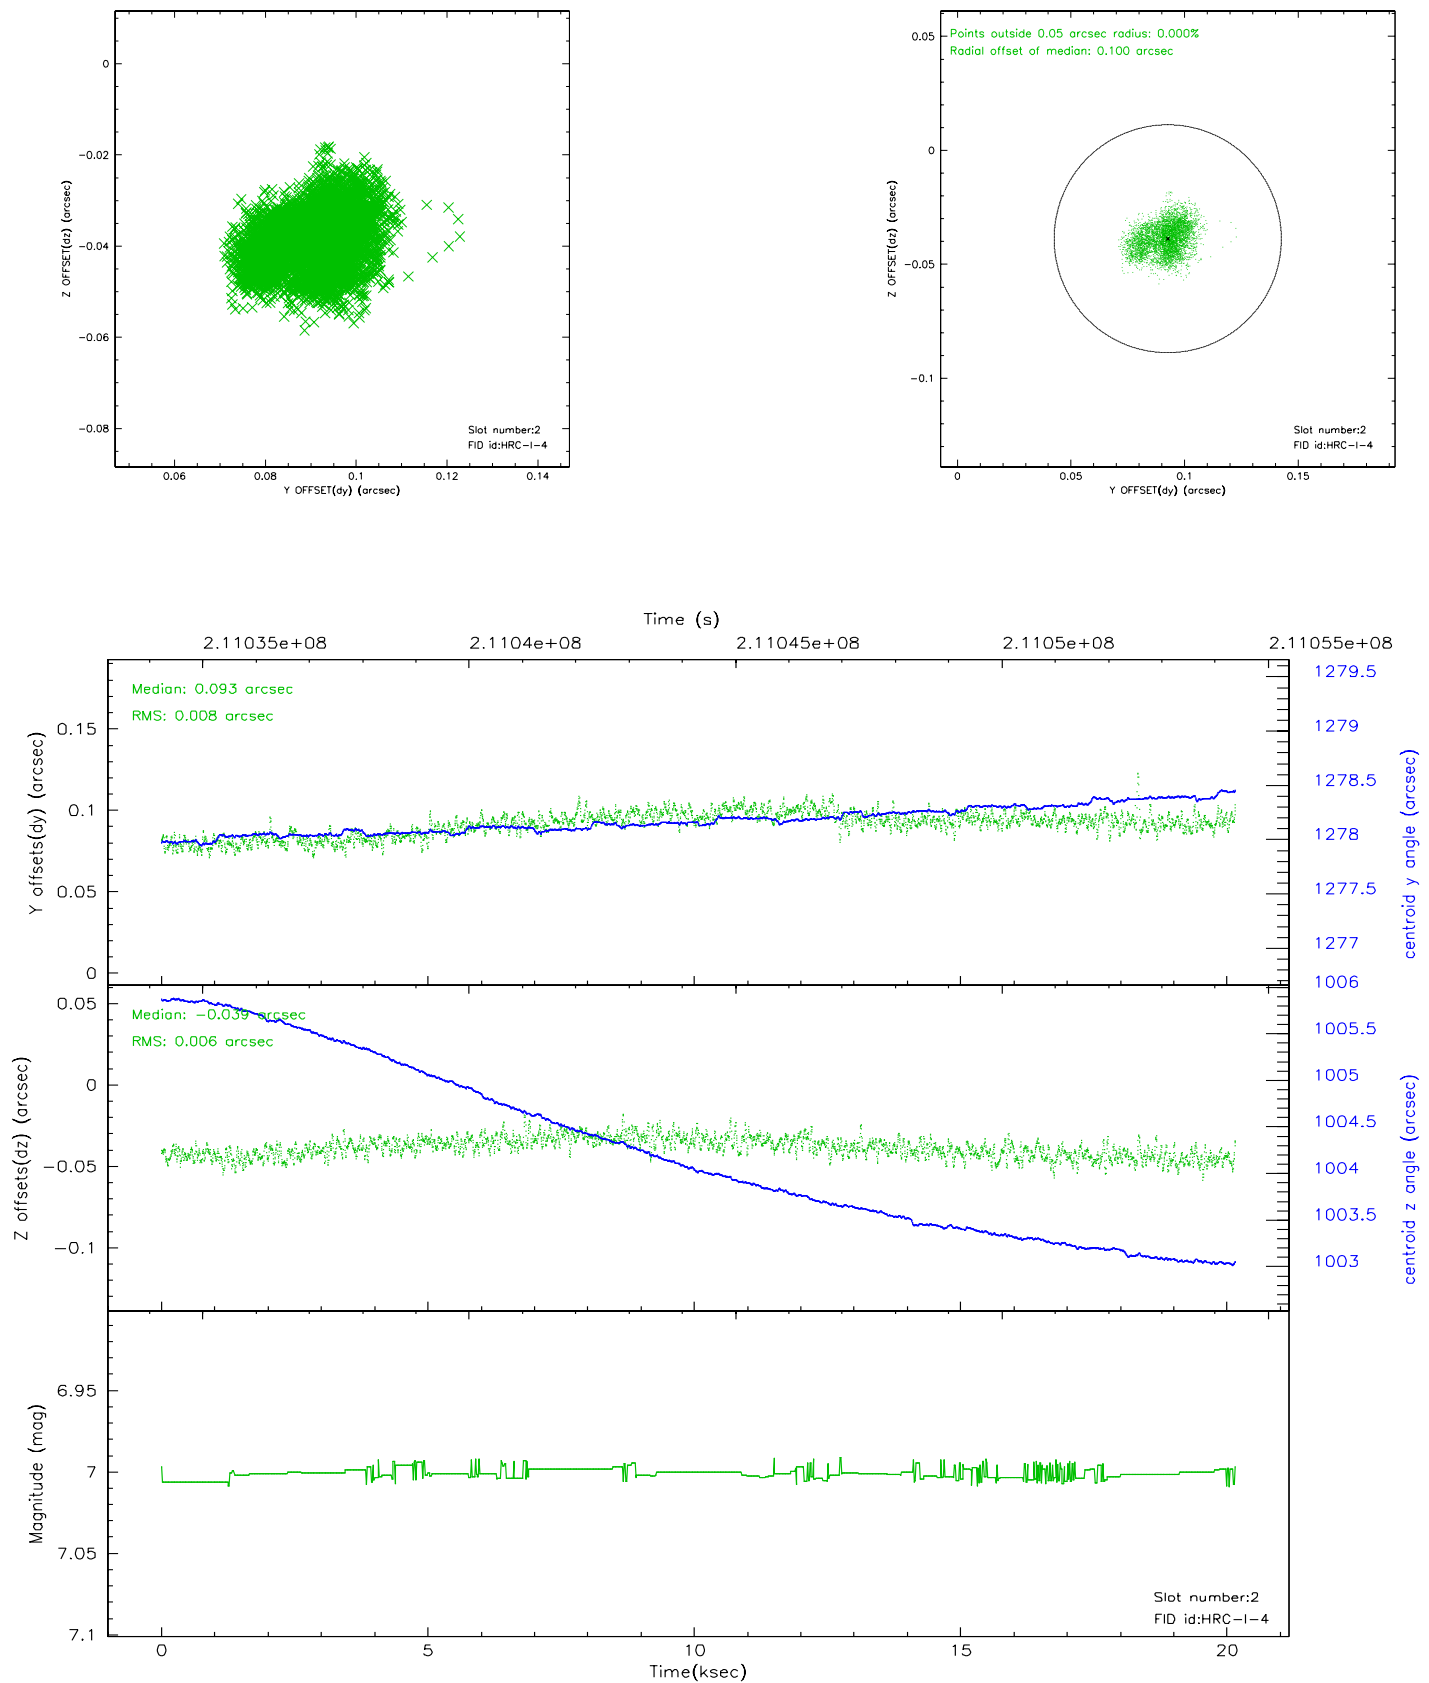 0
−0.02
−0.04
−0.06
−0.08
Z OFFSET(dz) (arcsec)
Slot number:2
FID id:HRC−I−4
0.06 0.08 0.1 0.12 0.14
Y OFFSET(dy) (arcsec)
Points outside 0.05 arcsec radius: 0.000%
Radial offset of median: 0.100 arcsec
0.05
0
−0.05
−0.1
Z OFFSET(dz) (arcsec)
Slot number:2
FID id:HRC−I−4
0 0.05 0.1 0.15
Y OFFSET(dy) (arcsec)
Time (s)
2.11035e+08 2.1104e+08 2.11045e+08 2.1105e+08 2.11055e+08
Median: 0.093 arcsec
RMS: 0.008 arcsec
0.15
0.1
0.05
0
Y offsets(dy) (arcsec)
1279.5
1279
1278.5
1278
1277.5
1277
centroid y angle (arcsec)
Median: −0.039 arcsec
RMS: 0.006 arcsec
0.05
0
−0.05
−0.1
Z offsets(dz) (arcsec)
1006
1005.5
1005
1004.5
1004
1003.5
1003
centroid z angle (arcsec)
6.95
7
7.05
7.1
Magnitude (mag)
Slot number:2
FID id:HRC−I−4
0 5 10 15 20
Time(ksec)